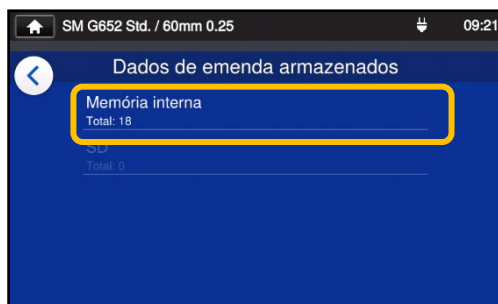 SM G652 Std. / 60mm 0.25
09:21
Dados de emenda armazenados
Memória interna
Total: 18
SD
Total: 0